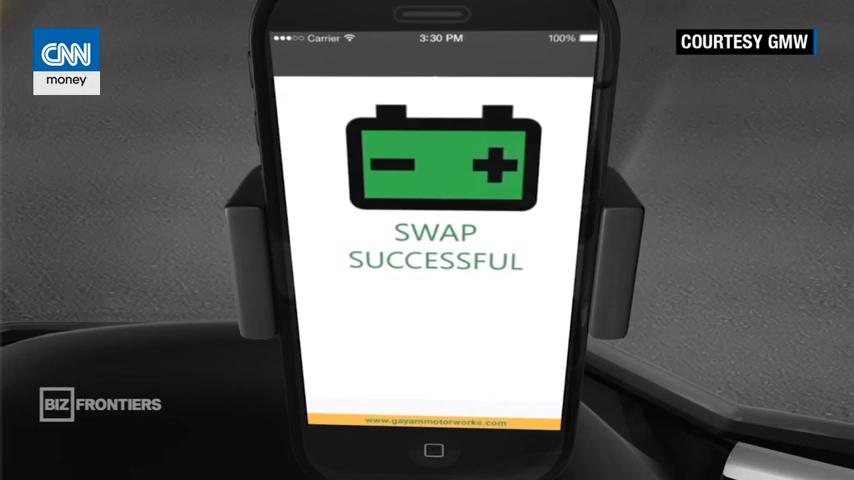 CNN
money
COURTESY GMW
Carrier
3:30 PM
100%
SWAP
SUCCESSFUL
BIZ FRONTIERS
www.gayammotorworks.com